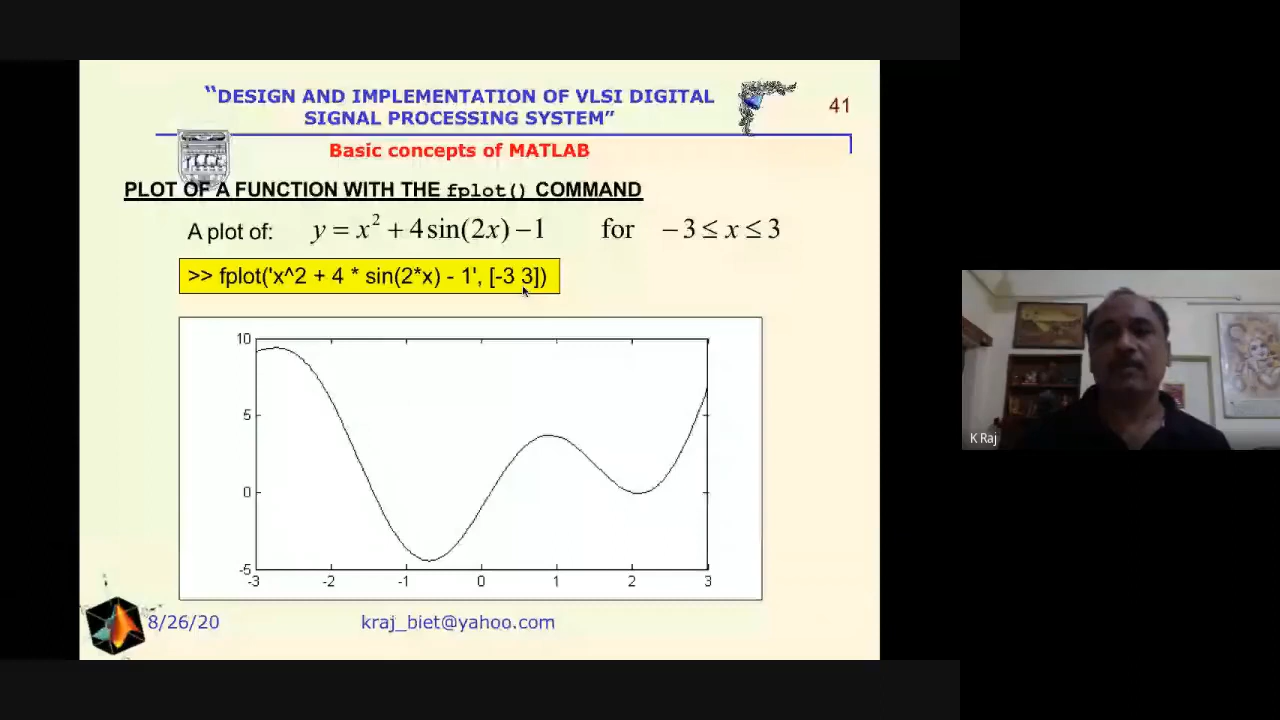 “DESIGN AND IMPLEMENTATION OF VLSI DIGITAL
SIGNAL PROCESSING SYSTEM”
41
Basic concepts of MATLAB
PLOT OF A FUNCTION WITH THE fplot() COMMAND
A plot of: y = x² + 4 sin(2x) − 1 for −3 ≤ x ≤ 3
>> fplot('x^2 + 4 * sin(2*x) - 1', [-3 3])
10
5
0
-5
-3 -2 -1 0 1 2 3
8/26/20 kraj_biet@yahoo.com
K Raj